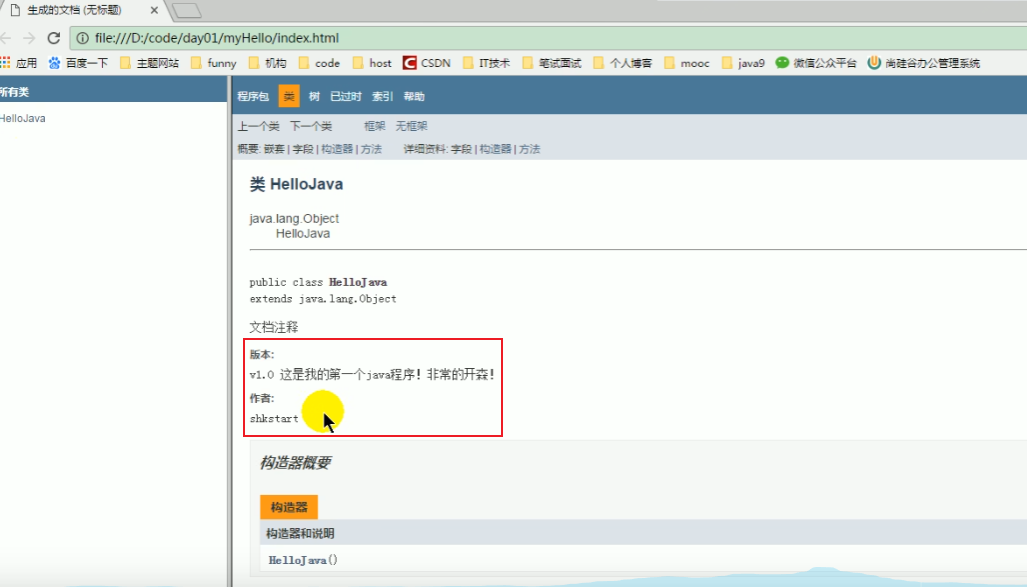 生成的文档 (无标题)
file:///D:/code/day01/myHello/index.html
应用 百度一下 主题网站 funny 机构 code host CSDN IT技术 笔试面试 个人博客 mooc java9 微信公众平台 尚硅谷办公管理系统
所有类
HelloJava
程序包 类 树 已过时 索引 帮助
上一个类 下一个类 框架 无框架
概要: 嵌套 | 字段 | 构造器 | 方法 详细资料: 字段 | 构造器 | 方法
类 HelloJava
java.lang.Object
HelloJava
public class HelloJava
extends java.lang.Object
文档注释
版本:
v1.0 这是我的第一个java程序！非常的开森！
作者:
shkstart
构造器概要
构造器
构造器和说明
HelloJava()